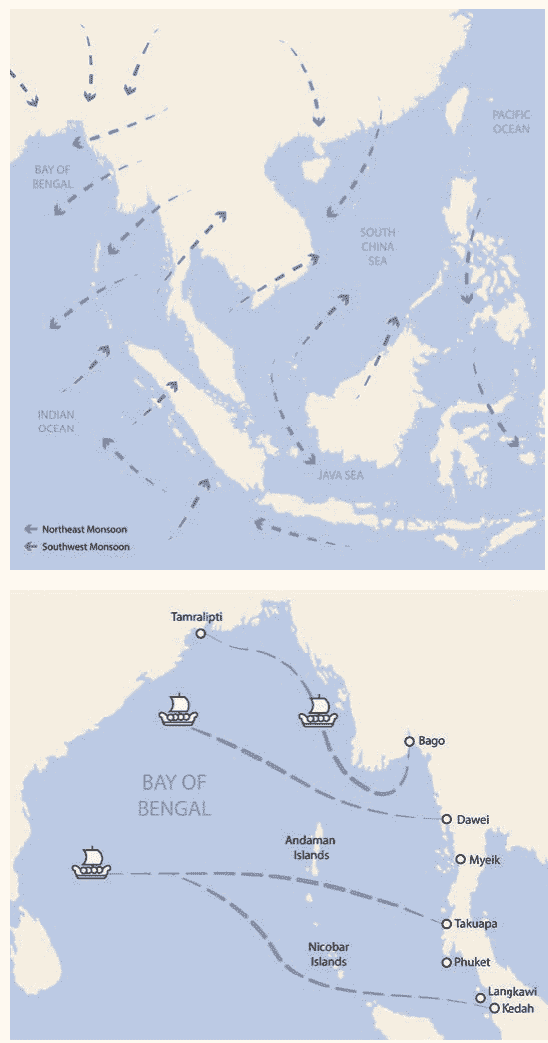 PACIFIC
OCEAN
BAY OF
BENGAL
SOUTH
CHINA
SEA
INDIAN
OCEAN
JAVA SEA
Northeast Monsoon
Southwest Monsoon
Tamralipti
Bago
BAY OF
BENGAL
Dawei
Andaman
Islands
Myeik
Takuapa
Nicobar
Islands
Phuket
Langkawi
Kedah